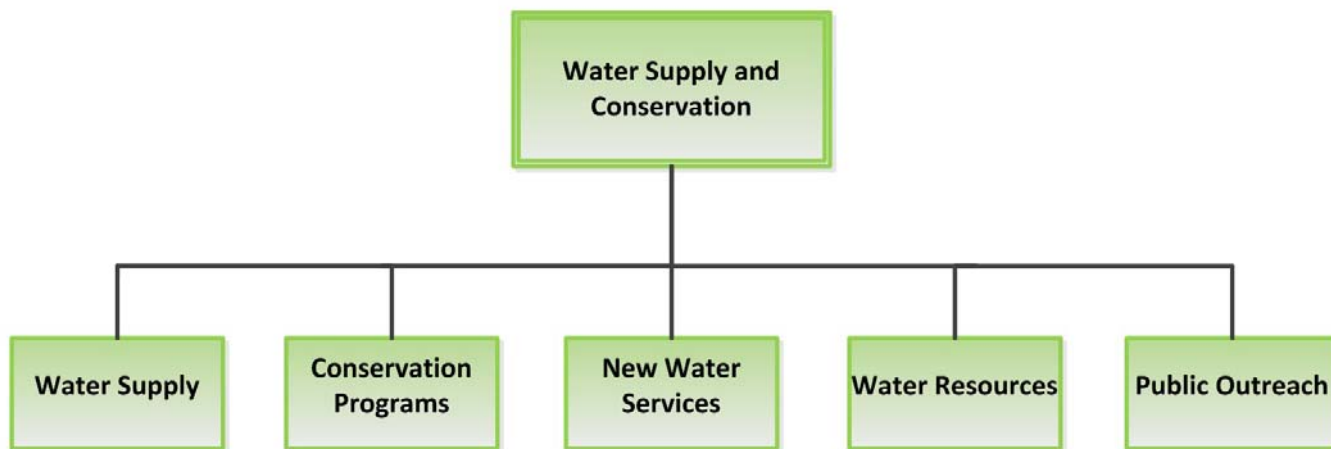 Water Supply and
Conservation
Water Supply
Conservation
Programs
New Water
Services
Water Resources
Public Outreach